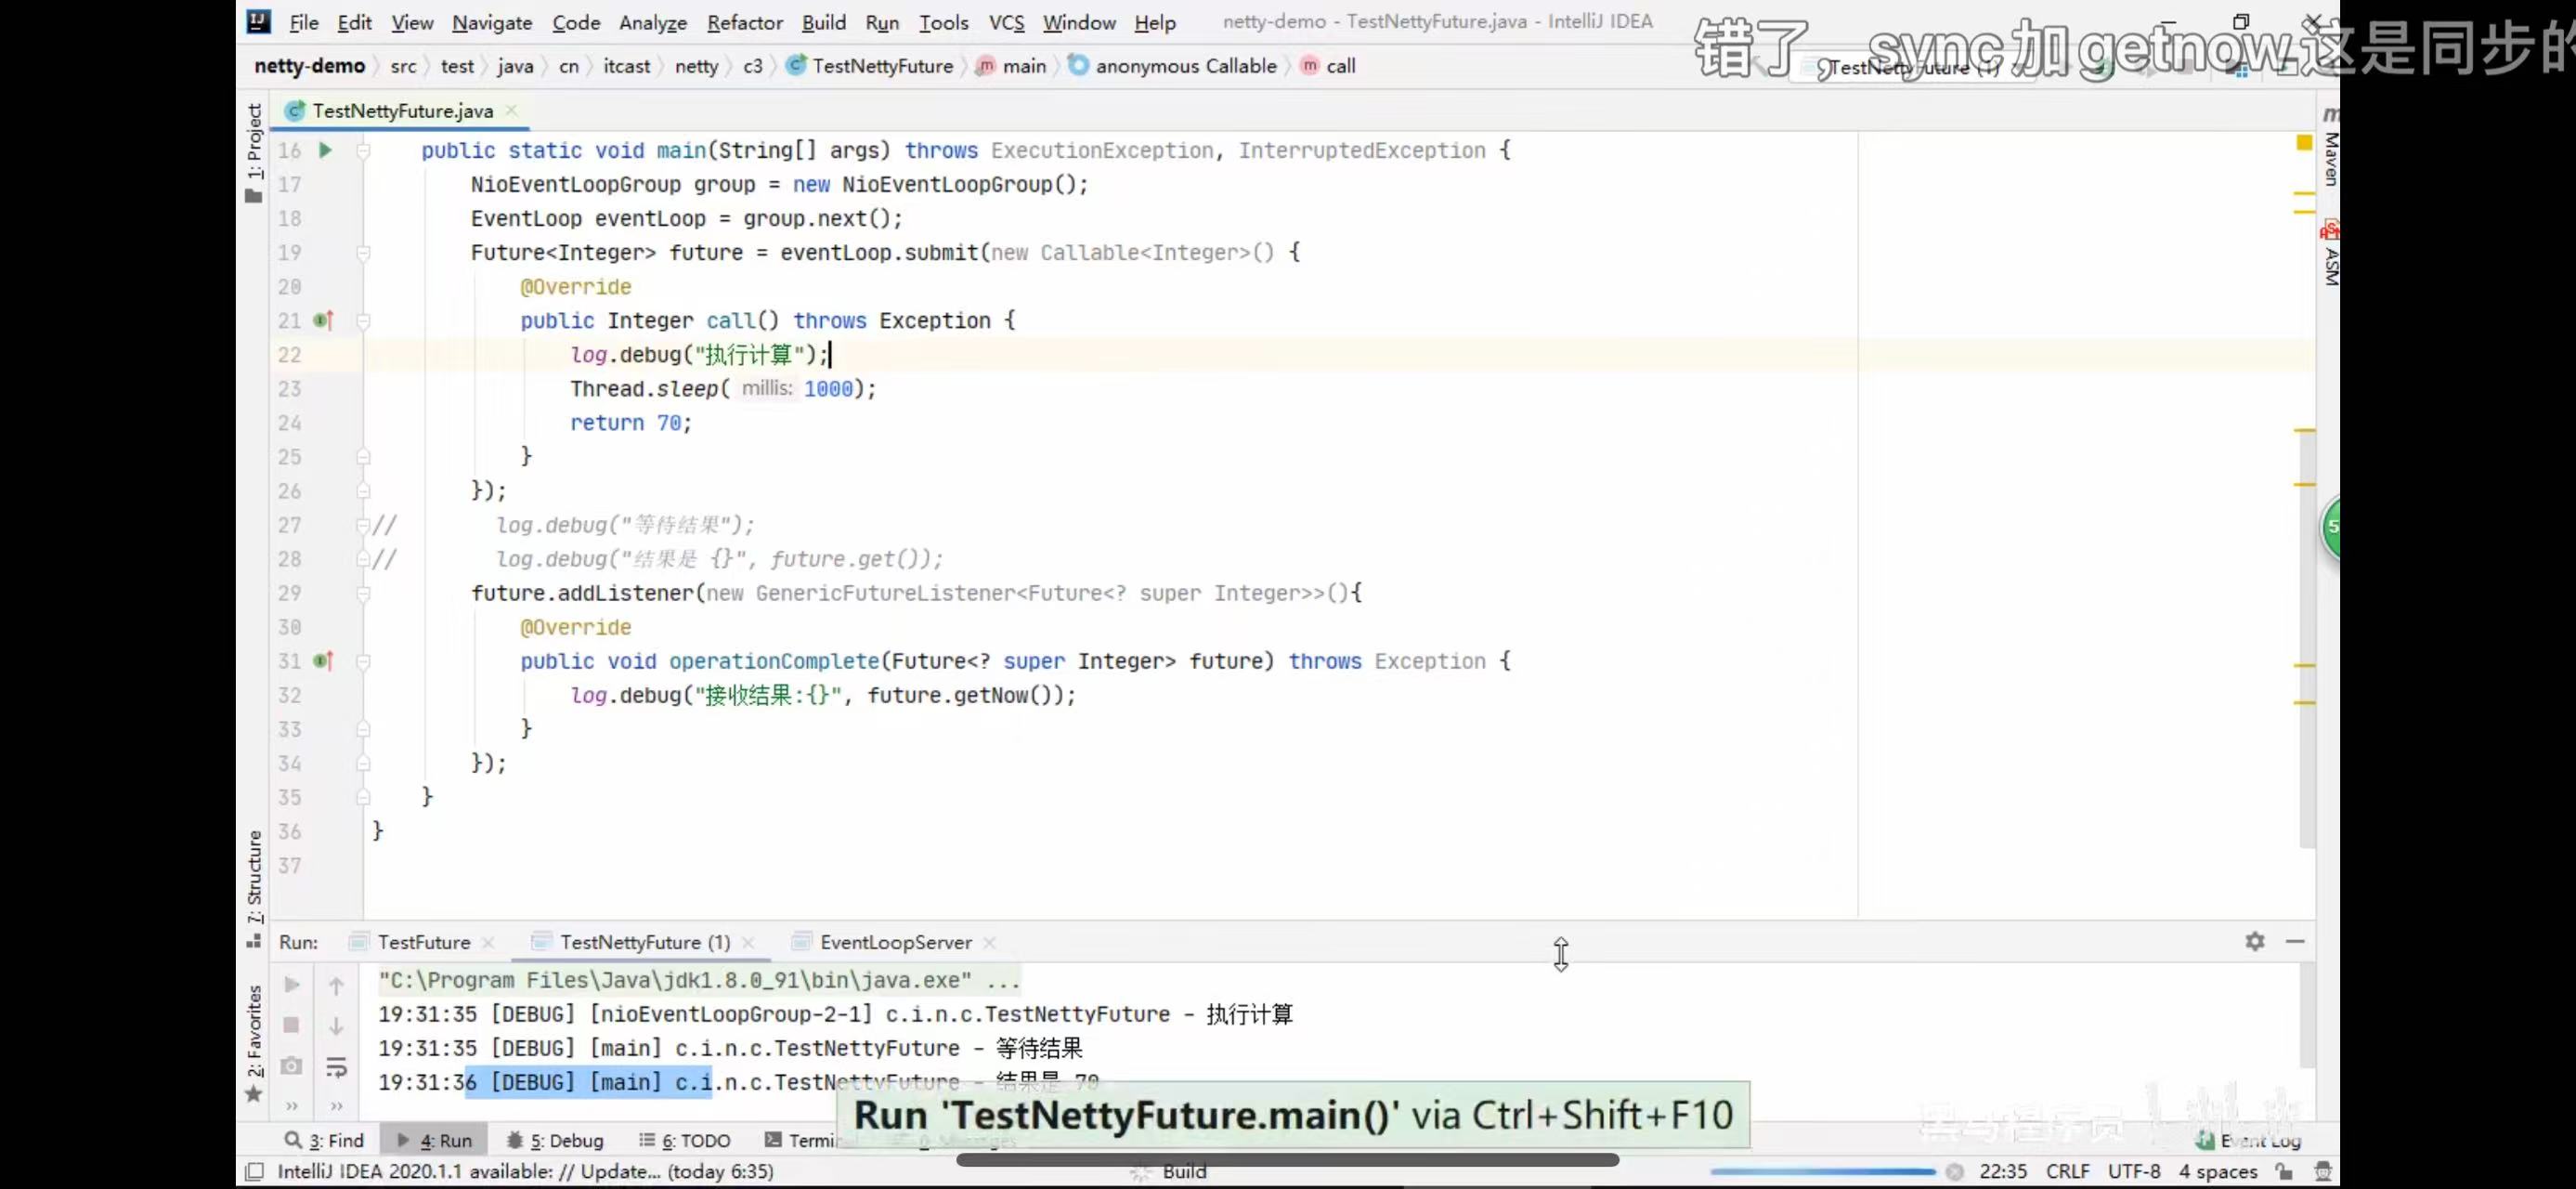 File Edit View Navigate Code Analyze Refactor Build Run Tools VCS Window Help netty-demo - TestNettyFuture.java - IntelliJ IDEA
错了，sync加getnow这是同步的
netty-demo src test java cn itcast netty c3 TestNettyFuture main anonymous Callable call TestNettyFuture (1)
TestNettyFuture.java
1: Project
Maven
ASM
16 public static void main(String[] args) throws ExecutionException, InterruptedException {
17 NioEventLoopGroup group = new NioEventLoopGroup();
18 EventLoop eventLoop = group.next();
19 Future<Integer> future = eventLoop.submit(new Callable<Integer>() {
20 @Override
21 public Integer call() throws Exception {
22 log.debug("执行计算");
23 Thread.sleep( millis: 1000);
24 return 70;
25 }
26 });
27 // log.debug("等待结果");
28 // log.debug("结果是 {}", future.get());
29 future.addListener(new GenericFutureListener<Future<? super Integer>>(){
30 @Override
31 public void operationComplete(Future<? super Integer> future) throws Exception {
32 log.debug("接收结果:{}", future.getNow());
33 }
34 });
35 }
36 }
37
7: Structure
2: Favorites
Run: TestFuture TestNettyFuture (1) EventLoopServer
"C:\Program Files\Java\jdk1.8.0_91\bin\java.exe" ...
19:31:35 [DEBUG] [nioEventLoopGroup-2-1] c.i.n.c.TestNettyFuture - 执行计算
19:31:35 [DEBUG] [main] c.i.n.c.TestNettyFuture - 等待结果
19:31:36 [DEBUG] [main] c.i.n.c.TestNettyFuture - 结果是 70
Run 'TestNettyFuture.main()' via Ctrl+Shift+F10
3: Find 4: Run 5: Debug 6: TODO Termi Event Log
IntelliJ IDEA 2020.1.1 available: // Update... (today 6:35) Build 22:35 CRLF UTF-8 4 spaces